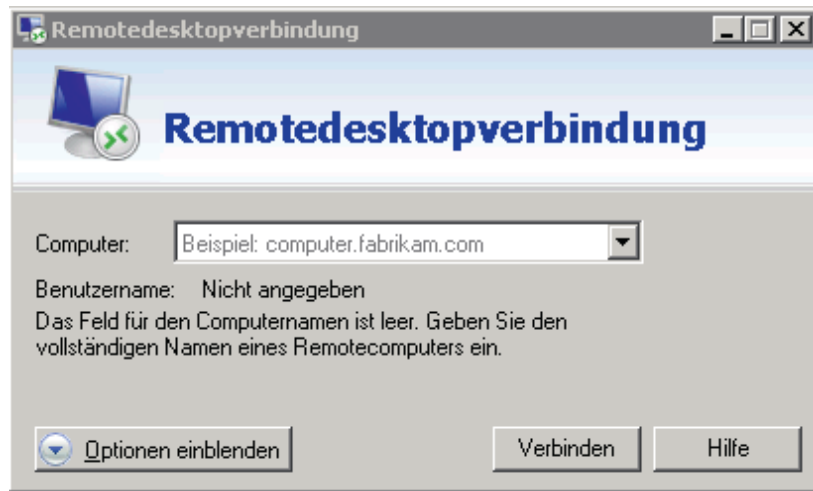 Remotedesktopverbindung
Remotedesktopverbindung
Computer: Beispiel: computer.fabrikam.com
Benutzername: Nicht angegeben
Das Feld für den Computernamen ist leer. Geben Sie den
vollständigen Namen eines Remotecomputers ein.
Optionen einblenden Verbinden Hilfe